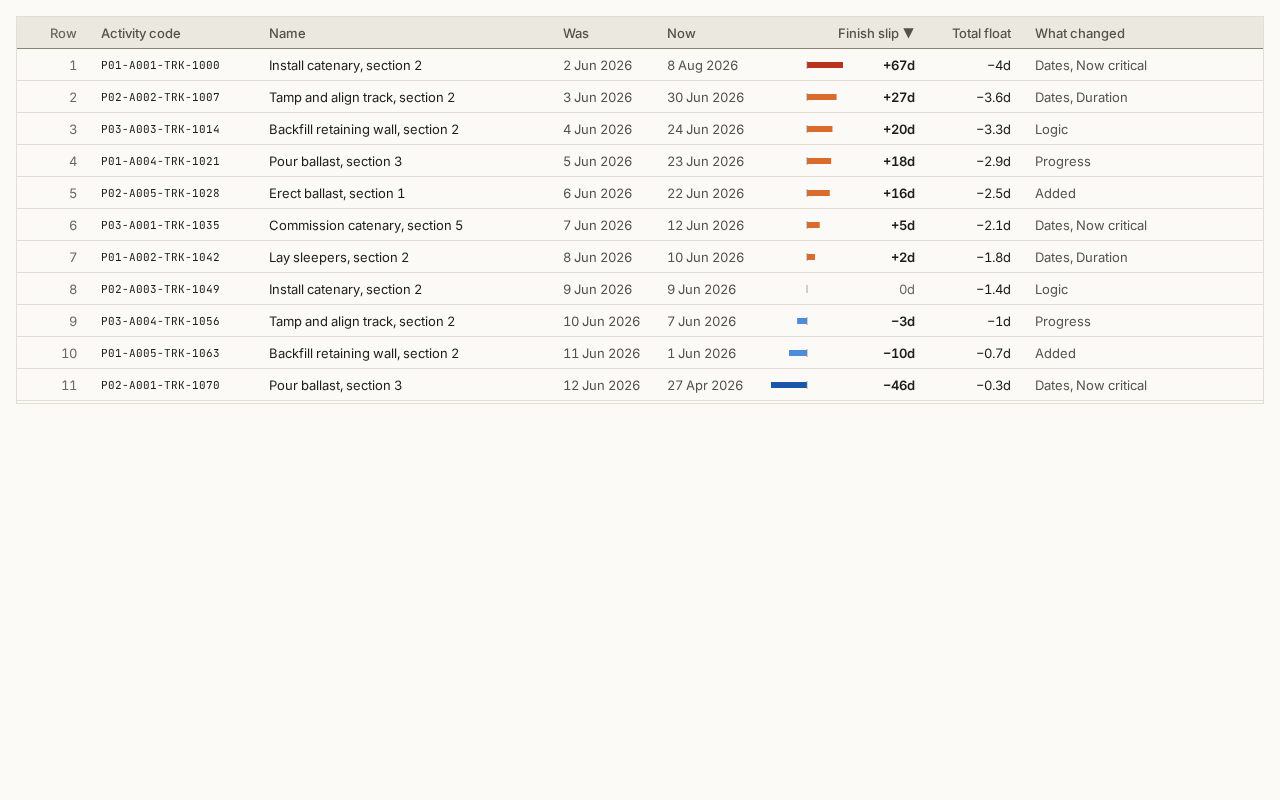 Row Activity code Name Was Now Finish slip ▼ Total float What changed
1 P01-A001-TRK-1000 Install catenary, section 2 2 Jun 2026 8 Aug 2026 +67d −4d Dates, Now critical
2 P02-A002-TRK-1007 Tamp and align track, section 2 3 Jun 2026 30 Jun 2026 +27d −3.6d Dates, Duration
3 P03-A003-TRK-1014 Backfill retaining wall, section 2 4 Jun 2026 24 Jun 2026 +20d −3.3d Logic
4 P01-A004-TRK-1021 Pour ballast, section 3 5 Jun 2026 23 Jun 2026 +18d −2.9d Progress
5 P02-A005-TRK-1028 Erect ballast, section 1 6 Jun 2026 22 Jun 2026 +16d −2.5d Added
6 P03-A001-TRK-1035 Commission catenary, section 5 7 Jun 2026 12 Jun 2026 +5d −2.1d Dates, Now critical
7 P01-A002-TRK-1042 Lay sleepers, section 2 8 Jun 2026 10 Jun 2026 +2d −1.8d Dates, Duration
8 P02-A003-TRK-1049 Install catenary, section 2 9 Jun 2026 9 Jun 2026 0d −1.4d Logic
9 P03-A004-TRK-1056 Tamp and align track, section 2 10 Jun 2026 7 Jun 2026 −3d −1d Progress
10 P01-A005-TRK-1063 Backfill retaining wall, section 2 11 Jun 2026 1 Jun 2026 −10d −0.7d Added
11 P02-A001-TRK-1070 Pour ballast, section 3 12 Jun 2026 27 Apr 2026 −46d −0.3d Dates, Now critical